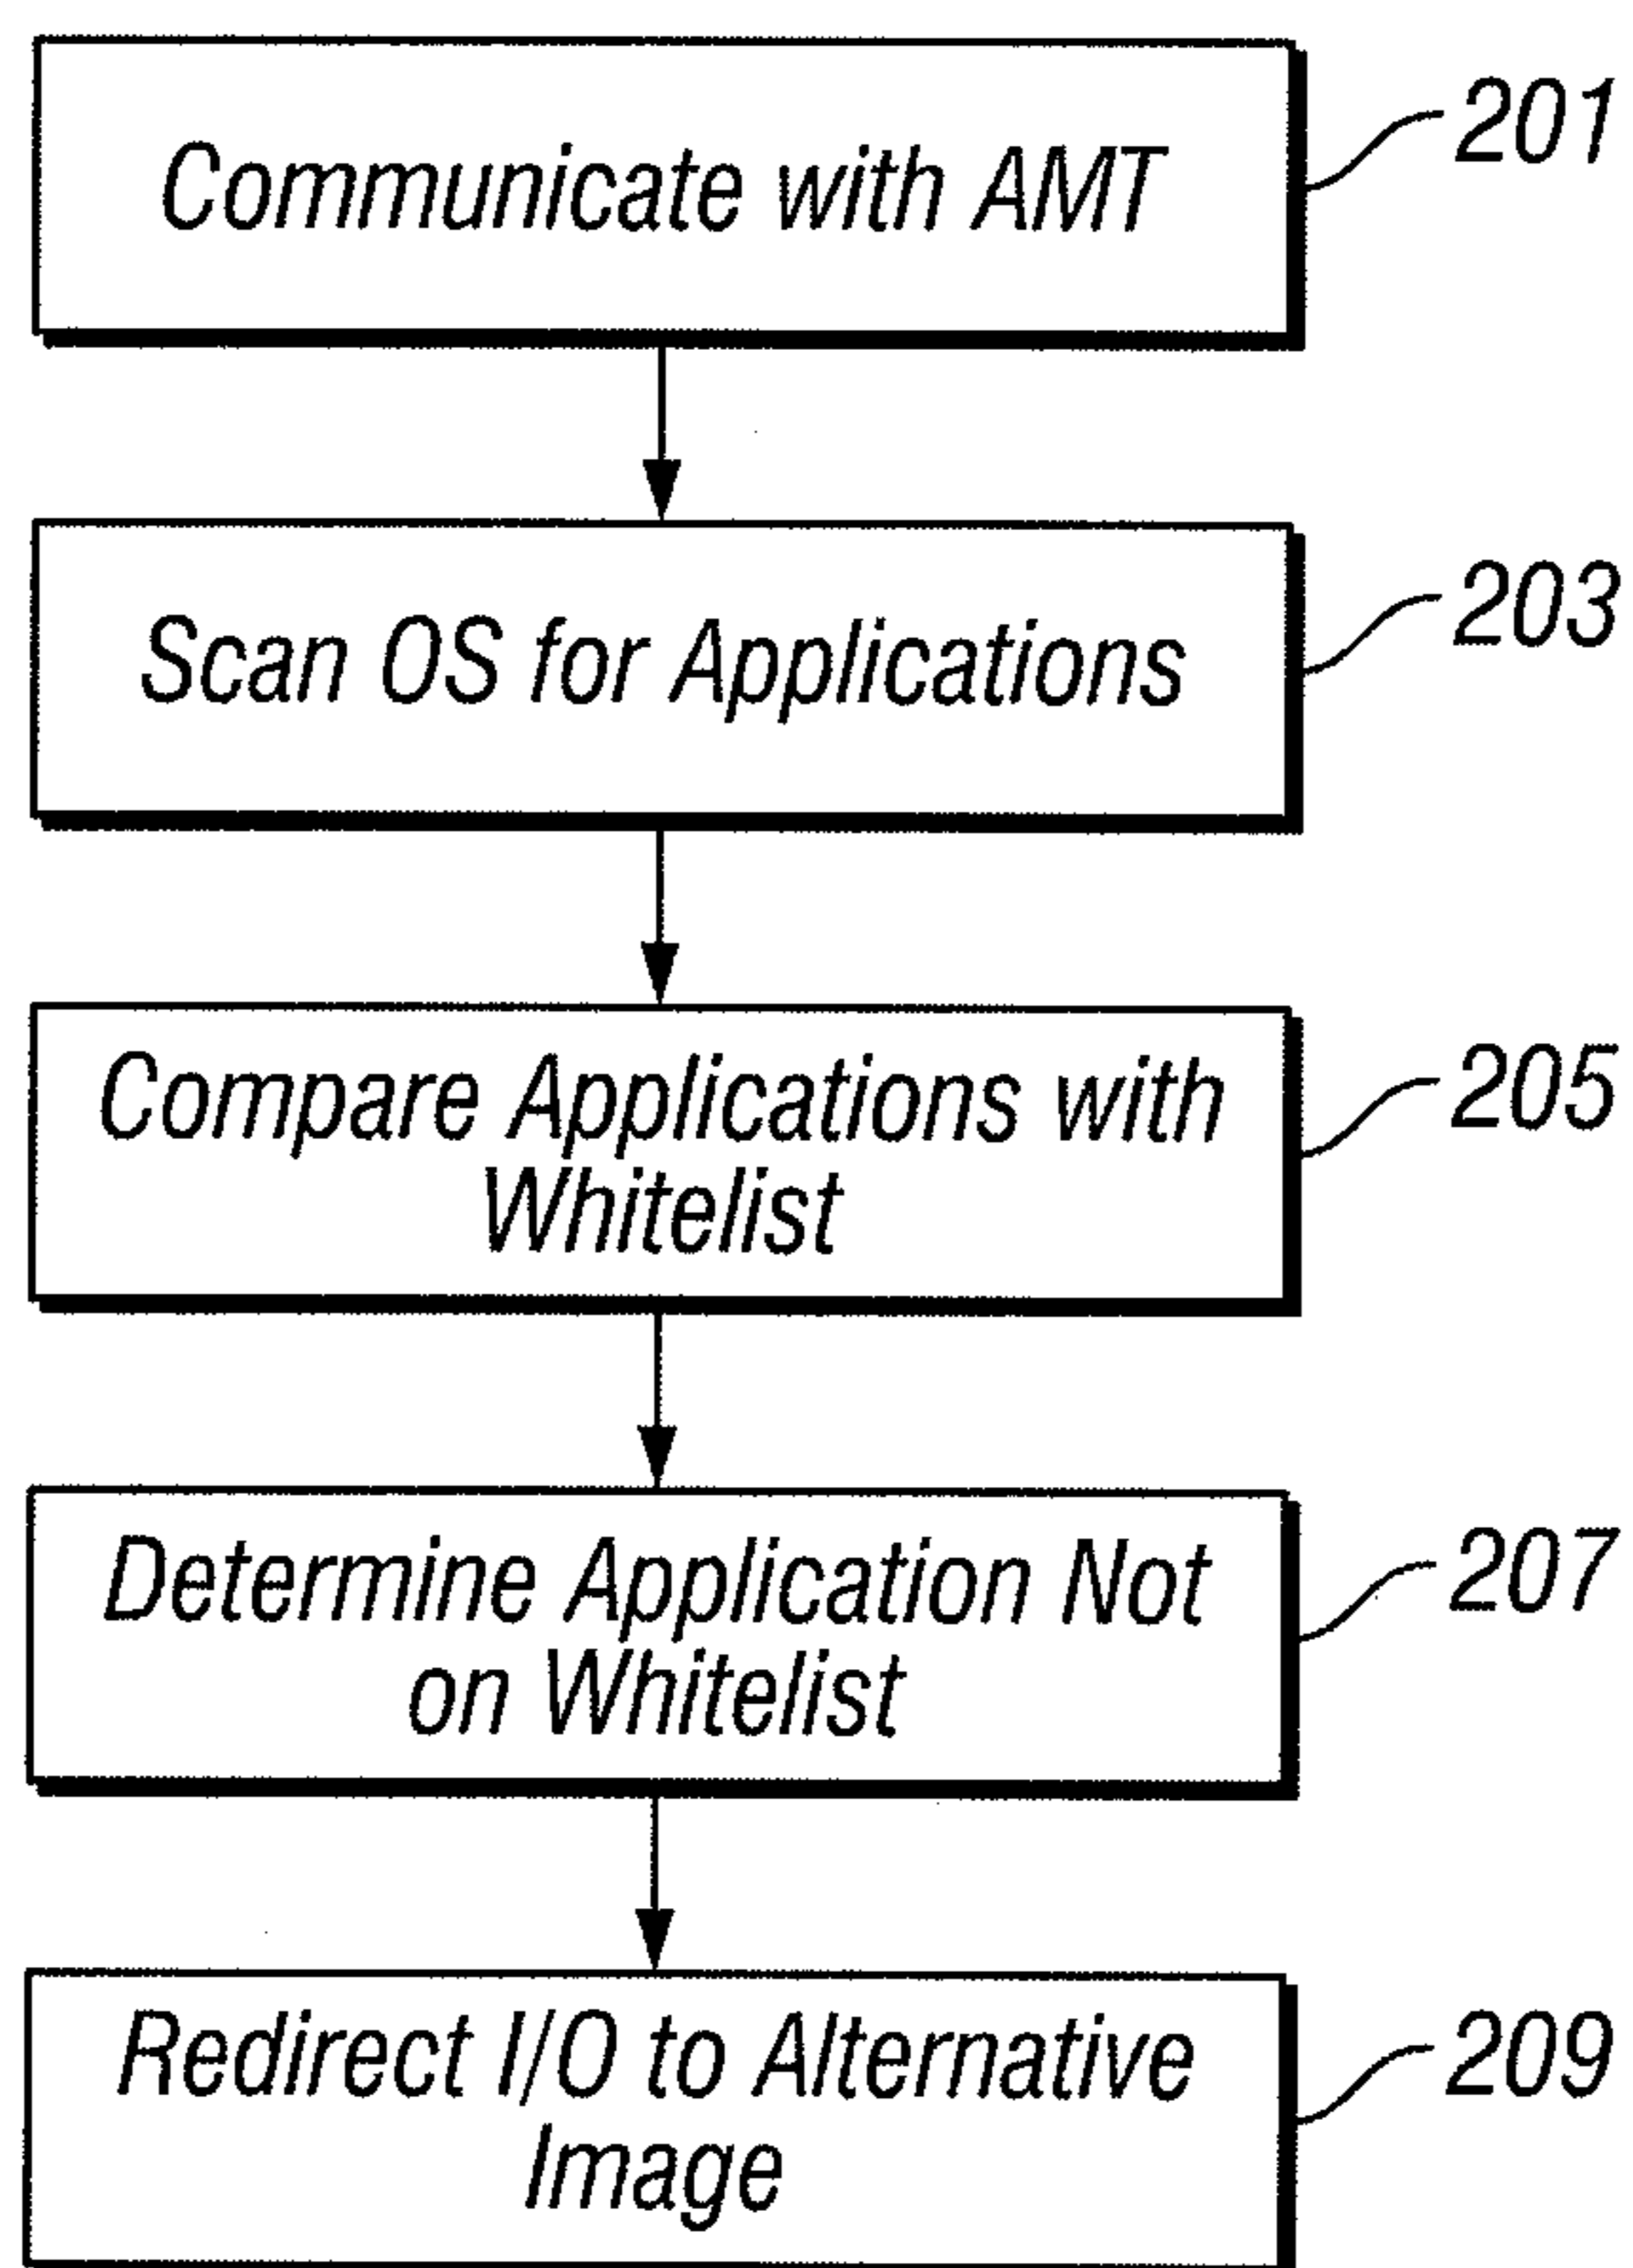 Communicate with AMT
201
Scan OS for Applications
203
Compare Applications with
Whitelist
205
Determine Application Not
on Whitelist
207
Redirect I/O to Alternative
Image
209